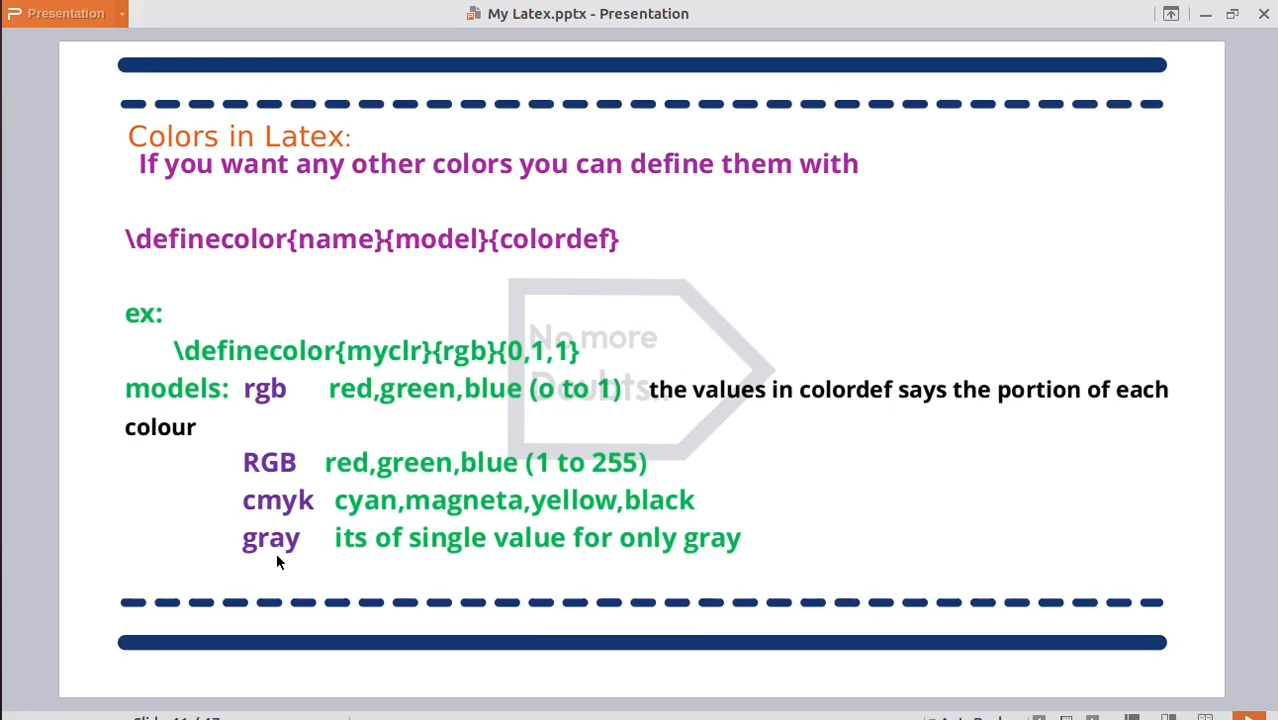 Presentation
My Latex.pptx - Presentation
Colors in Latex:
If you want any other colors you can define them with
\definecolor{name}{model}{colordef}
ex:
\definecolor{myclr}{rgb}{0,1,1}
models: rgb red,green,blue (o to 1) the values in colordef says the portion of each
colour
RGB red,green,blue (1 to 255)
cmyk cyan,magneta,yellow,black
gray its of single value for only gray
No more
Doubts..